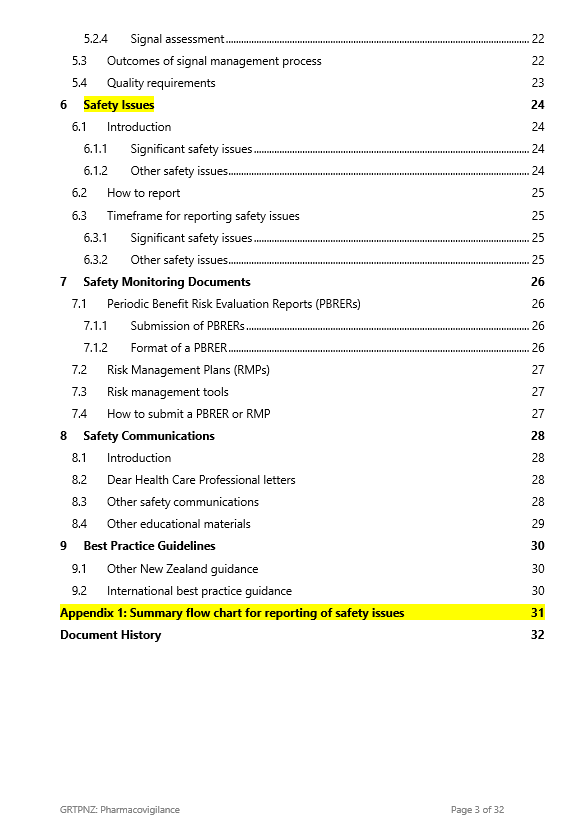 5.2.4 Signal assessment 22
5.3 Outcomes of signal management process 22
5.4 Quality requirements 23
6 Safety Issues 24
6.1 Introduction 24
6.1.1 Significant safety issues 24
6.1.2 Other safety issues 24
6.2 How to report 25
6.3 Timeframe for reporting safety issues 25
6.3.1 Significant safety issues 25
6.3.2 Other safety issues 25
7 Safety Monitoring Documents 26
7.1 Periodic Benefit Risk Evaluation Reports (PBRERs) 26
7.1.1 Submission of PBRERs 26
7.1.2 Format of a PBRER 26
7.2 Risk Management Plans (RMPs) 27
7.3 Risk management tools 27
7.4 How to submit a PBRER or RMP 27
8 Safety Communications 28
8.1 Introduction 28
8.2 Dear Health Care Professional letters 28
8.3 Other safety communications 28
8.4 Other educational materials 29
9 Best Practice Guidelines 30
9.1 Other New Zealand guidance 30
9.2 International best practice guidance 30
Appendix 1: Summary flow chart for reporting of safety issues 31
Document History 32
GRTPNZ: Pharmacovigilance Page 3 of 32